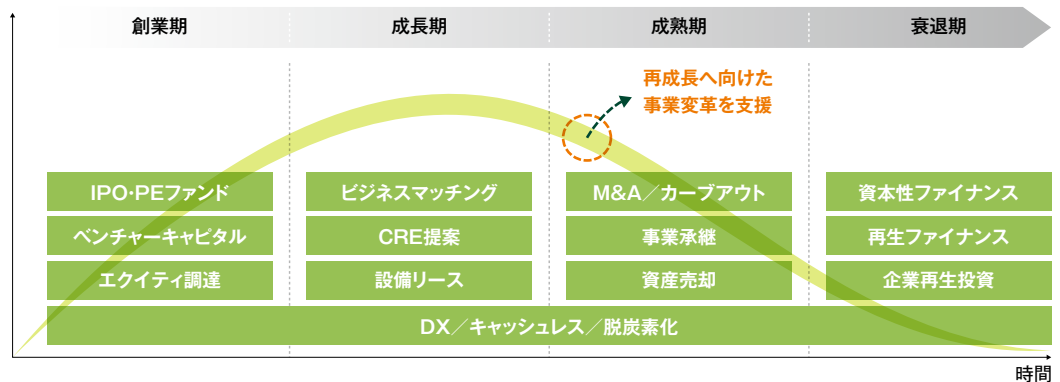 創業期
成長期
成熟期
衰退期
再成長へ向けた
事業変革を支援
IPO・PEファンド
ビジネスマッチング
M&A／カーブアウト
資本性ファイナンス
ベンチャーキャピタル
CRE提案
事業承継
再生ファイナンス
エクイティ調達
設備リース
資産売却
企業再生投資
DX／キャッシュレス／脱炭素化
時間